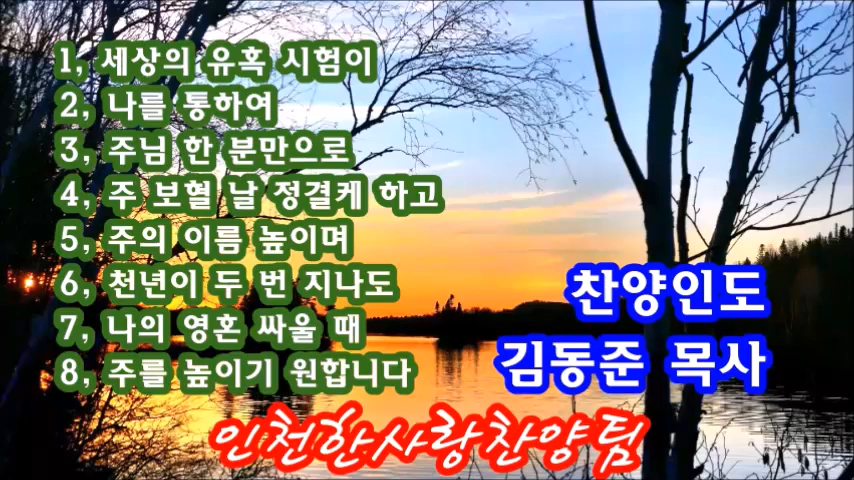 1, 세상의 유혹 시험이
2, 나를 통하여
3, 주님 한 분만으로
4, 주 보혈 날 정결케 하고
5, 주의 이름 높이며
6, 천년이 두 번 지나도
7, 나의 영혼 싸울 때
8, 주를 높이기 원합니다
찬양인도
김동준 목사
인천한사랑찬양팀